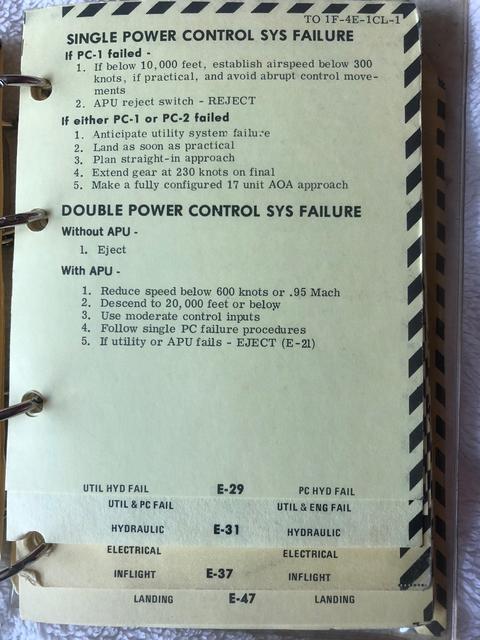 TO 1F-4E-1CL-1
SINGLE POWER CONTROL SYS FAILURE
If PC-1 failed -
1. If below 10,000 feet, establish airspeed below 300
knots, if practical, and avoid abrupt control move-
ments
2. APU reject switch - REJECT
If either PC-1 or PC-2 failed
1. Anticipate utility system failure
2. Land as soon as practical
3. Plan straight-in approach
4. Extend gear at 230 knots on final
5. Make a fully configured 17 unit AOA approach
DOUBLE POWER CONTROL SYS FAILURE
Without APU -
1. Eject
With APU -
1. Reduce speed below 600 knots or .95 Mach
2. Descend to 20,000 feet or below
3. Use moderate control inputs
4. Follow single PC failure procedures
5. If utility or APU fails - EJECT (E-21)
UTIL HYD FAIL E-29 PC HYD FAIL
UTIL & PC FAIL UTIL & ENG FAIL
HYDRAULIC E-31 HYDRAULIC
ELECTRICAL ELECTRICAL
INFLIGHT E-37 INFLIGHT
LANDING E-47 LANDING